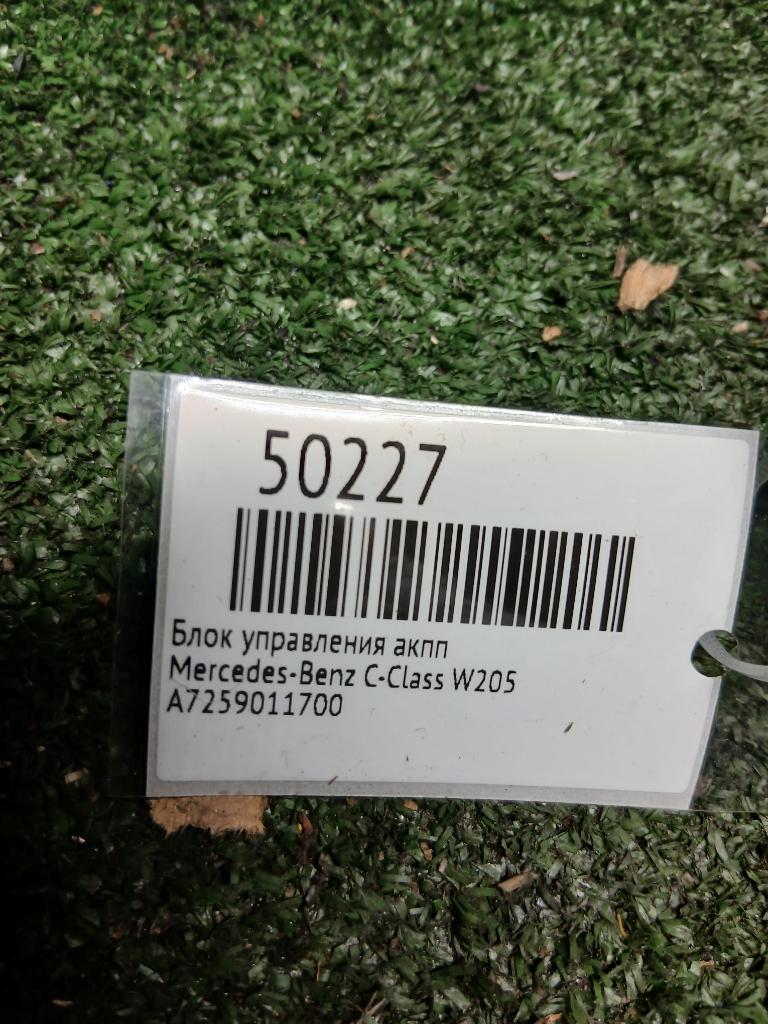 50227
Блок управления акпп
Mercedes-Benz C-Class W205
A7259011700